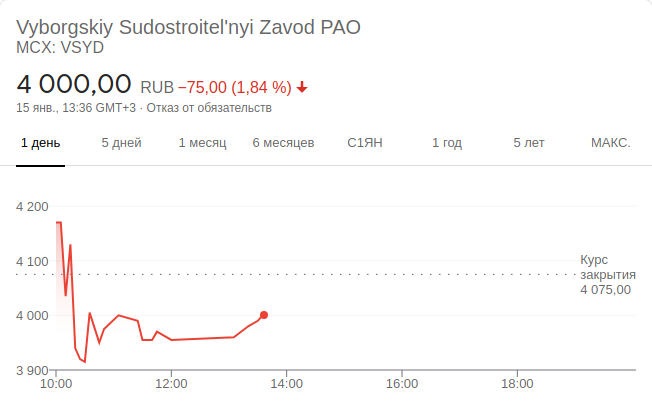 Vyborgskiy Sudostroitel'nyi Zavod PAO
MCX: VSYD
4 000,00 RUB −75,00 (1,84 %)
15 янв., 13:36 GMT+3 · Отказ от обязательств
1 день 5 дней 1 месяц 6 месяцев С1ЯН 1 год 5 лет МАКС.
4 200
4 100
4 000
3 900
Курс
закрытия
4 075,00
10:00 12:00 14:00 16:00 18:00